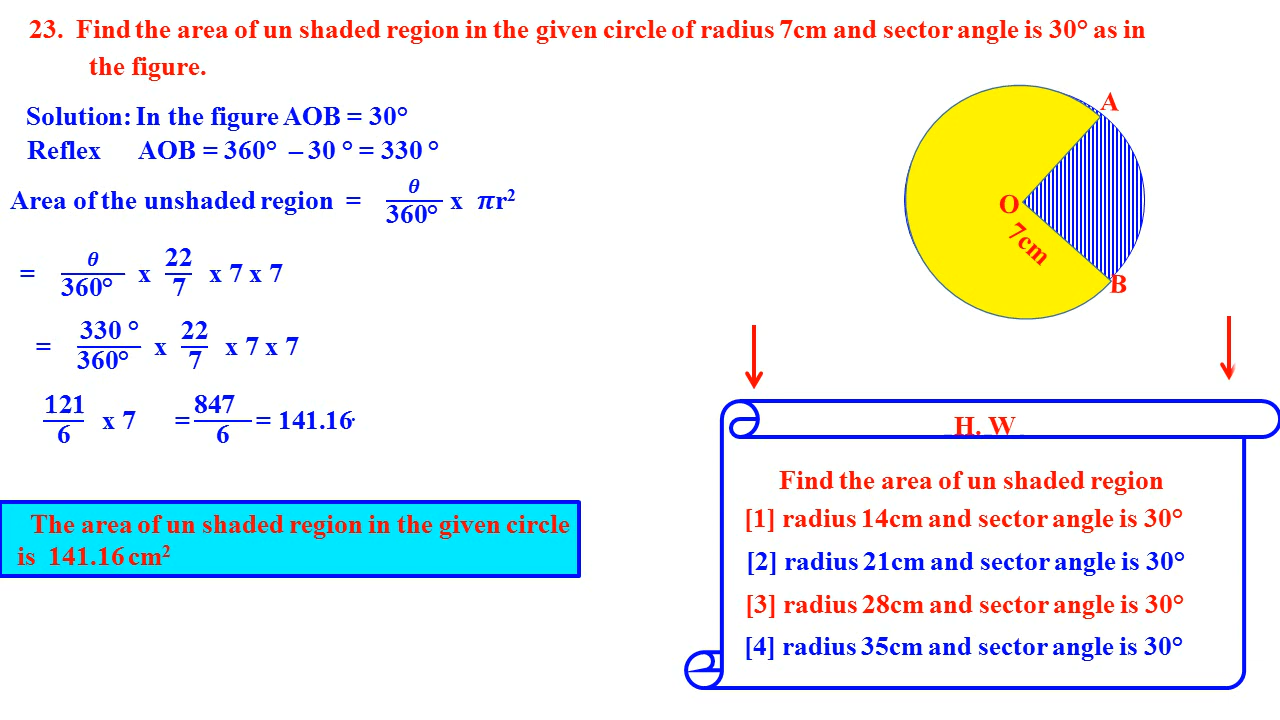 23. Find the area of un shaded region in the given circle of radius 7cm and sector angle is 30° as in
the figure.
Solution: In the figure AOB = 30°
Reflex AOB = 360° – 30 ° = 330 °
Area of the unshaded region = θ/360° x πr²
= θ/360° x 22/7 x 7 x 7
= 330 °/360° x 22/7 x 7 x 7
121/6 x 7 = 847/6 = 141.16.
The area of un shaded region in the given circle
is 141.16 cm²
A
O
7cm
B
H. W
Find the area of un shaded region
[1] radius 14cm and sector angle is 30°
[2] radius 21cm and sector angle is 30°
[3] radius 28cm and sector angle is 30°
[4] radius 35cm and sector angle is 30°